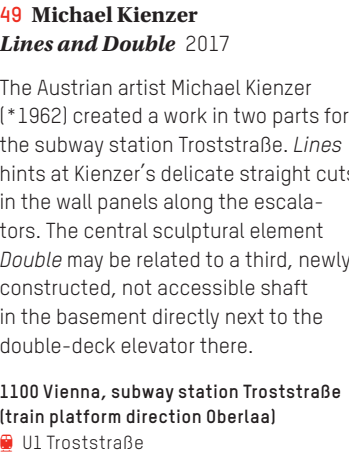 49 Michael Kienzer
Lines and Double 2017
The Austrian artist Michael Kienzer
(*1962) created a work in two parts for
the subway station Troststraße. Lines
hints at Kienzer’s delicate straight cuts
in the wall panels along the escala-
tors. The central sculptural element
Double may be related to a third, newly
constructed, not accessible shaft
in the basement directly next to the
double-deck elevator there.
1100 Vienna, subway station Troststraße
(train platform direction Oberlaa)
U1 Troststraße